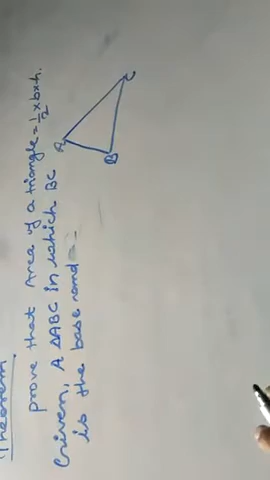 Theorem
prove that Area of a triangle = 1/2 x b x h.
Given, A ΔABC in which BC
is the base and
A
B
C